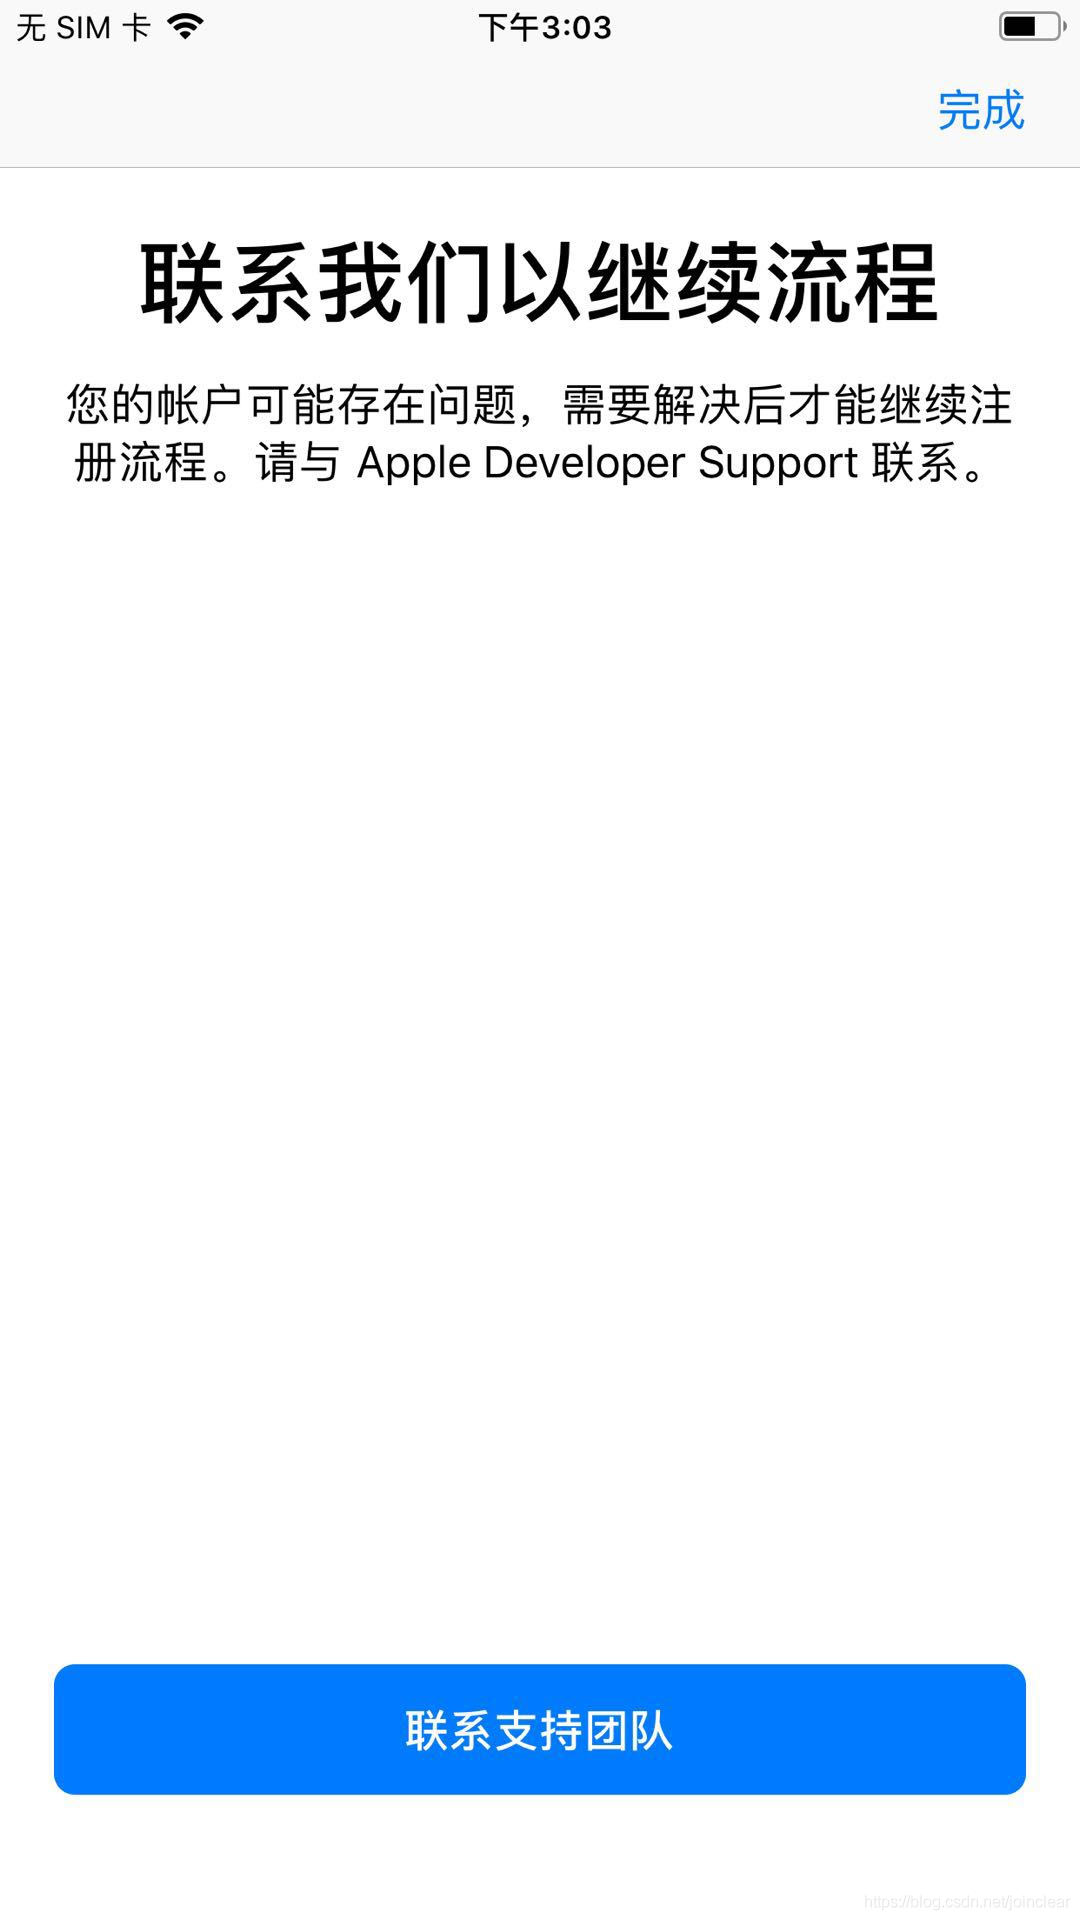 无 SIM 卡
下午3:03
完成
联系我们以继续流程
您的帐户可能存在问题，需要解决后才能继续注
册流程。请与 Apple Developer Support 联系。
联系支持团队
https://blog.csdn.net/joinclear